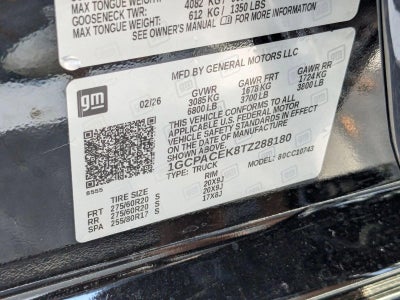 MAX TONGUE WEIGHT: 4082 KG
GOOSENECK TWR: 612 KG 1350 LBS
MAX TONGUE WEIGHT: FOR MORE INFORMATION
SEE OWNER'S MANUAL
gm
MFD BY GENERAL MOTORS LLC
02/26
GVWR GAWR FRT GAWR RR
3085 KG 1678 KG 1724 KG
6800 LB 3700 LB 3800 LB
THIS VEHICLE CONFORMS TO ALL
APPLICABLE U.S. FEDERAL MOTOR
VEHICLE SAFETY STANDARDS IN
EFFECT ON THE DATE OF MANUFACTURE
SHOWN ABOVE
1GCPACEK8TZ288180
TYPE: TRUCK MODEL: 80CC10743
8555
TIRE SIZE RIM
FRT 275/60R20 S 20X9J
RR 275/60R20 S 20X9J
SPA 255/80R17 S 17X8J